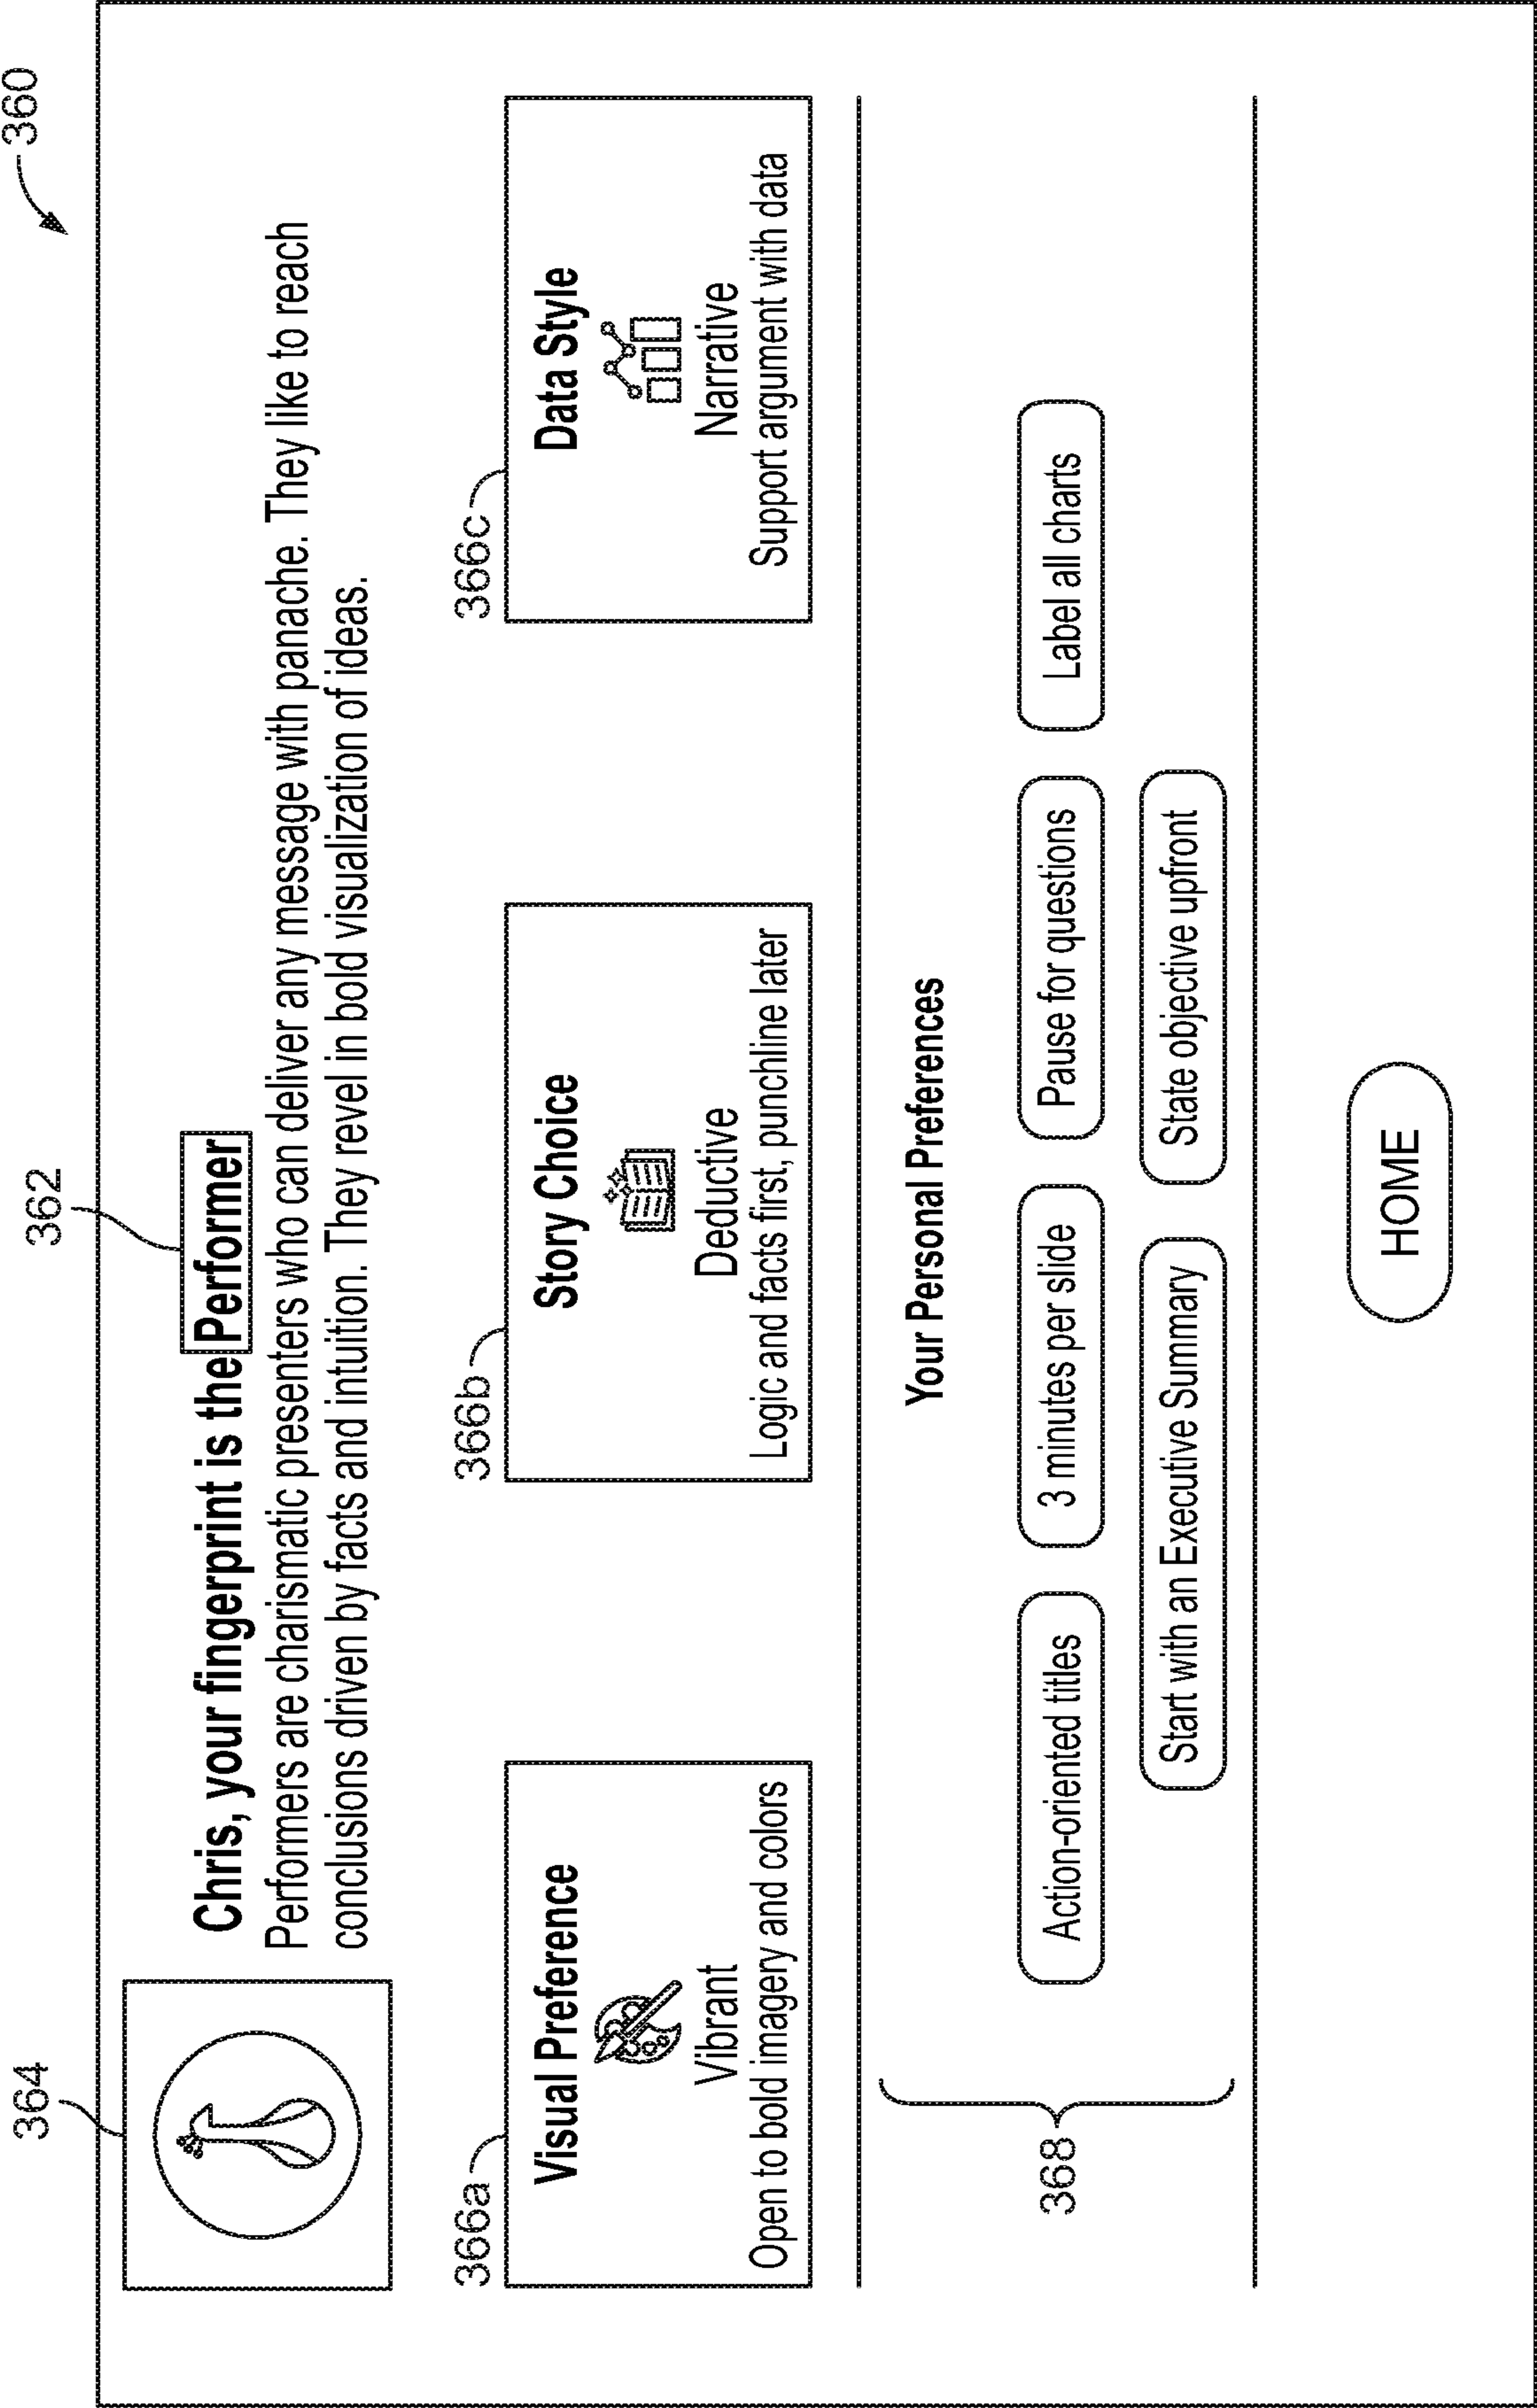 360
362
364
Chris, your fingerprint is the Performer
Performers are charismatic presenters who can deliver any message with panache. They like to reach
conclusions driven by facts and intuition. They revel in bold visualization of ideas.
366a
366b
366c
Visual Preference
Vibrant
Open to bold imagery and colors
Story Choice
Deductive
Logic and facts first, punchline later
Data Style
Narrative
Support argument with data
Your Personal Preferences
368
Action-oriented titles
3 minutes per slide
Pause for questions
Label all charts
Start with an Executive Summary
State objective upfront
HOME